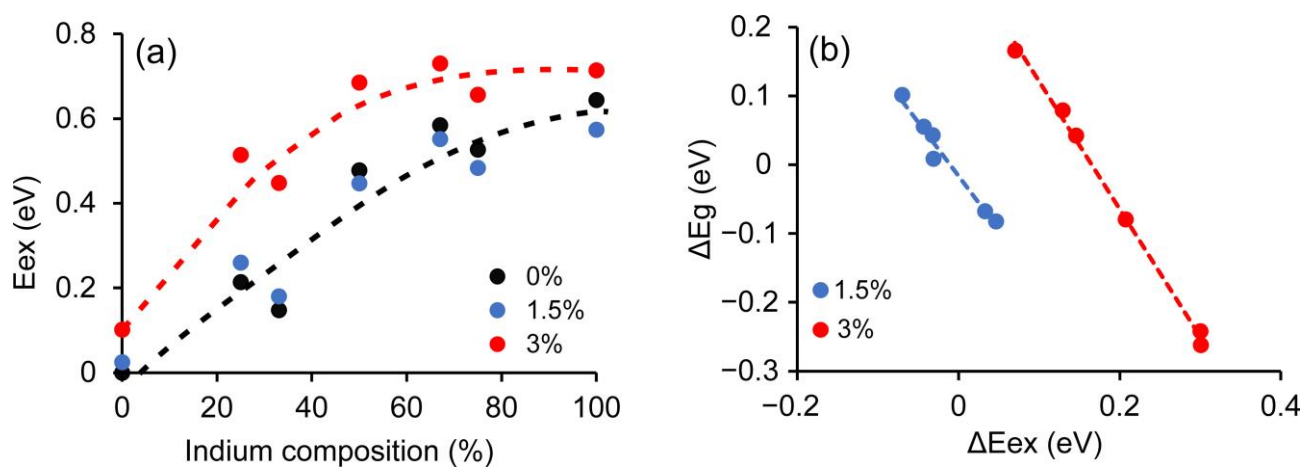 (a)
Eex (eV)
0.8
0.6
0.4
0.2
0
0 20 40 60 80 100
Indium composition (%)
0%
1.5%
3%
(b)
ΔEg (eV)
0.2
0.1
0
−0.1
−0.2
−0.3
−0.2 0 0.2 0.4
ΔEex (eV)
1.5%
3%